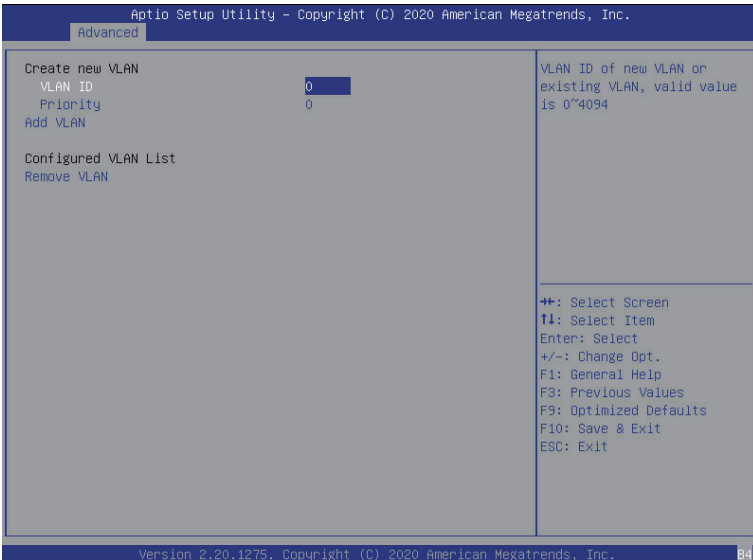 Aptio Setup Utility – Copyright (C) 2020 American Megatrends, Inc.
Advanced
Create new VLAN
VLAN ID 0
Priority 0
Add VLAN
Configured VLAN List
Remove VLAN
VLAN ID of new VLAN or
existing VLAN, valid value
is 0~4094
→←: Select Screen
↑↓: Select Item
Enter: Select
+/-: Change Opt.
F1: General Help
F3: Previous Values
F9: Optimized Defaults
F10: Save & Exit
ESC: Exit
Version 2.20.1275. Copyright (C) 2020 American Megatrends, Inc.
B4